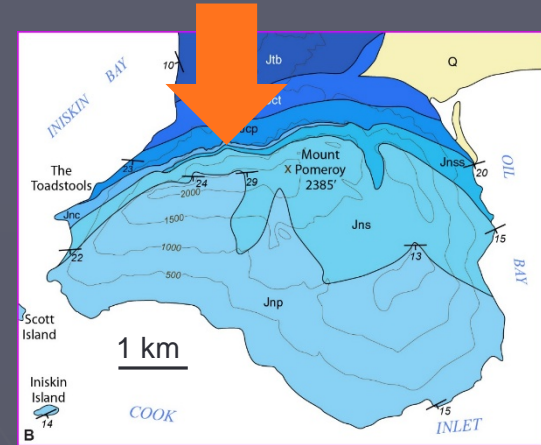 INISKIN BAY
10
Jtb
Q
The
Toadstools
23
Mount
Pomeroy
2385'
x
Jnss
20
OIL
BAY
Jnc
24
29
2000
1500
1000
500
22
Jns
15
13
Jnp
Scott
Island
1 km
Iniskin
Island
14
COOK
INLET
15
B